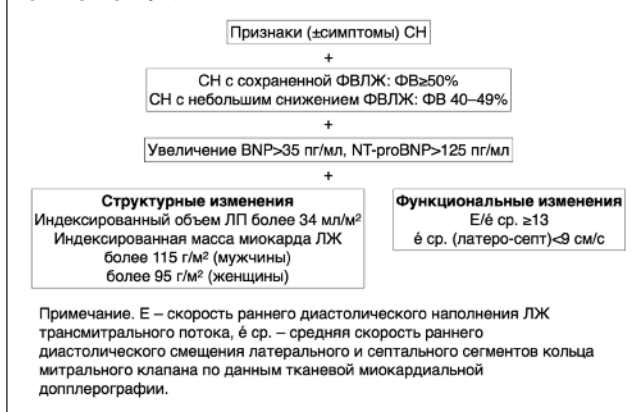 Признаки (±симптомы) СН
+
СН с сохраненной ФВЛЖ: ФВ≥50%
СН с небольшим снижением ФВЛЖ: ФВ 40–49%
+
Увеличение BNP>35 пг/мл, NT-proBNP>125 пг/мл
+
Структурные изменения
Индексированный объем ЛП более 34 мл/м²
Индексированная масса миокарда ЛЖ
более 115 г/м² (мужчины)
более 95 г/м² (женщины)
Функциональные изменения
E/é ср. ≥13
é ср. (латеро-септ)<9 см/с
Примечание. E – скорость раннего диастолического наполнения ЛЖ
трансмитрального потока, é ср. – средняя скорость раннего
диастолического смещения латерального и септального сегментов кольца
митрального клапана по данным тканевой миокардиальной
допплерографии.